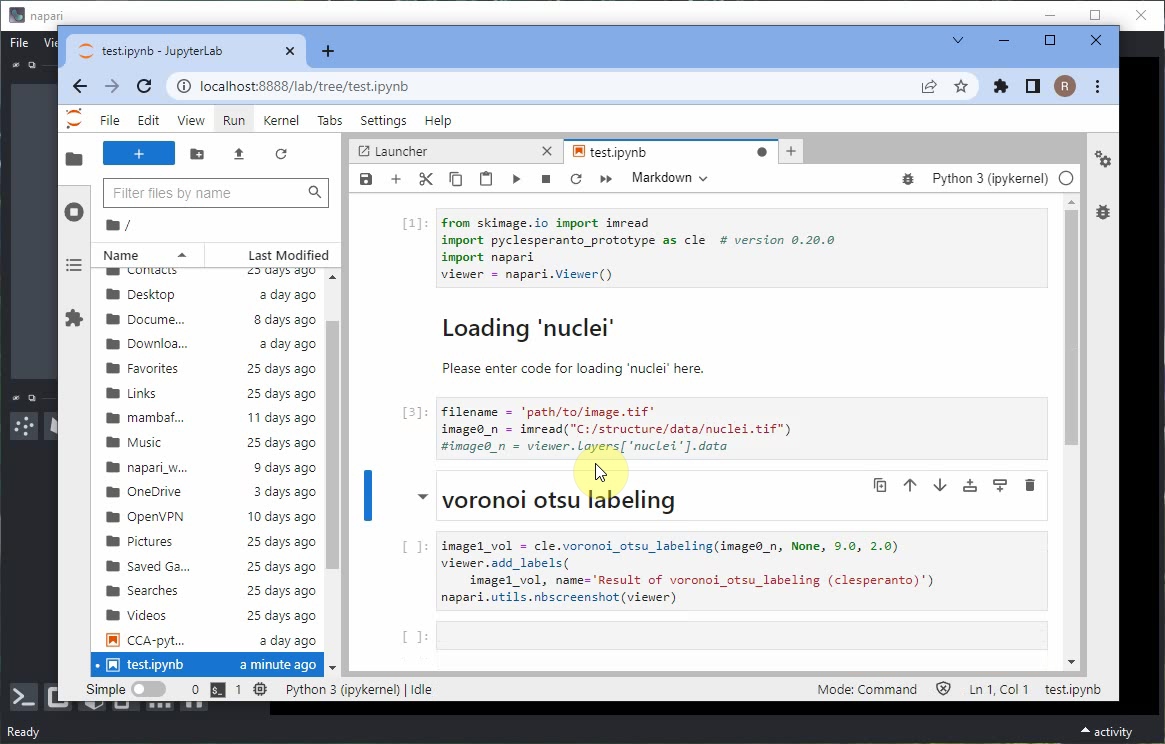 napari
File Vie
test.ipynb - JupyterLab
localhost:8888/lab/tree/test.ipynb
R
File Edit View Run Kernel Tabs Settings Help
Launcher
test.ipynb
Filter files by name
Markdown
Python 3 (ipykernel)
/
Name Last Modified
Contacts 25 days ago
Desktop a day ago
Docume... 8 days ago
Downloa... a day ago
Favorites 25 days ago
Links 25 days ago
mambaf... 11 days ago
Music 25 days ago
napari_w... 9 days ago
OneDrive 3 days ago
OpenVPN 10 days ago
Pictures 25 days ago
Saved Ga... 25 days ago
Searches 25 days ago
Videos 25 days ago
CCA-pyt... a day ago
test.ipynb a minute ago
[1]:
from skimage.io import imread
import pyclesperanto_prototype as cle  # version 0.20.0
import napari
viewer = napari.Viewer()
Loading 'nuclei'
Please enter code for loading 'nuclei' here.
[3]:
filename = 'path/to/image.tif'
image0_n = imread("C:/structure/data/nuclei.tif")
#image0_n = viewer.layers['nuclei'].data
voronoi otsu labeling
[ ]:
image1_vol = cle.voronoi_otsu_labeling(image0_n, None, 9.0, 2.0)
viewer.add_labels(
    image1_vol, name='Result of voronoi_otsu_labeling (clesperanto)')
napari.utils.nbscreenshot(viewer)
[ ]:
Simple 0 $_ 1 Python 3 (ipykernel) | Idle Mode: Command Ln 1, Col 1 test.ipynb
Ready activity